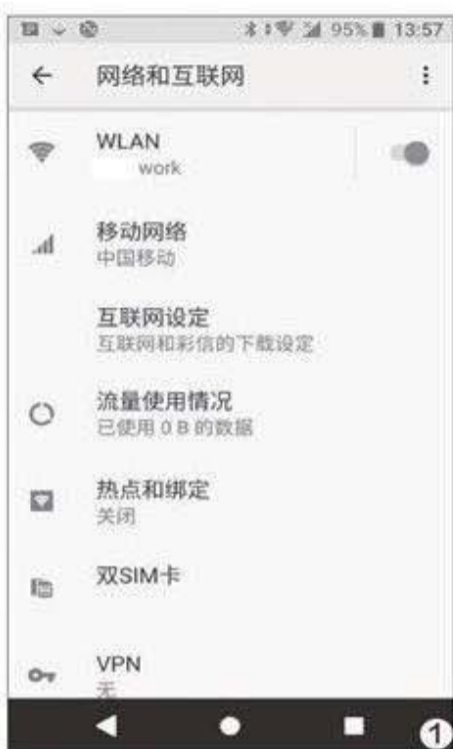 95% 13:57
网络和互联网
WLAN
work
移动网络
中国移动
互联网设定
互联网和彩信的下载设定
流量使用情况
已使用 0 B 的数据
热点和绑定
关闭
双SIM卡
VPN
无
1